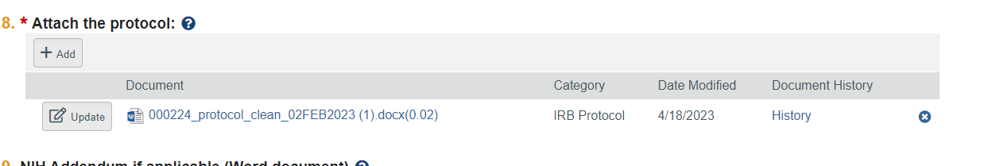 8. * Attach the protocol: ?
+ Add
Document Category Date Modified Document History
Update 000224_protocol_clean_02FEB2023 (1).docx(0.02) IRB Protocol 4/18/2023 History
9. NIH Addendum if applicable (Word document) ?